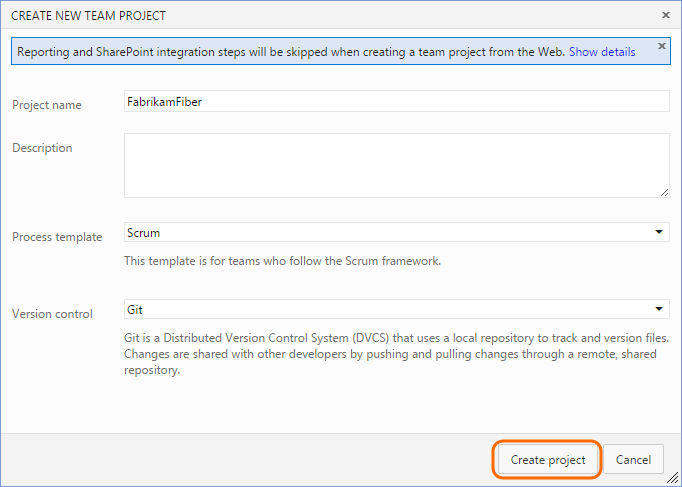 CREATE NEW TEAM PROJECT
Reporting and SharePoint integration steps will be skipped when creating a team project from the Web. Show details
Project name
FabrikamFiber
Description
Process template
Scrum
This template is for teams who follow the Scrum framework.
Version control
Git
Git is a Distributed Version Control System (DVCS) that uses a local repository to track and version files.
Changes are shared with other developers by pushing and pulling changes through a remote, shared
repository.
Create project
Cancel